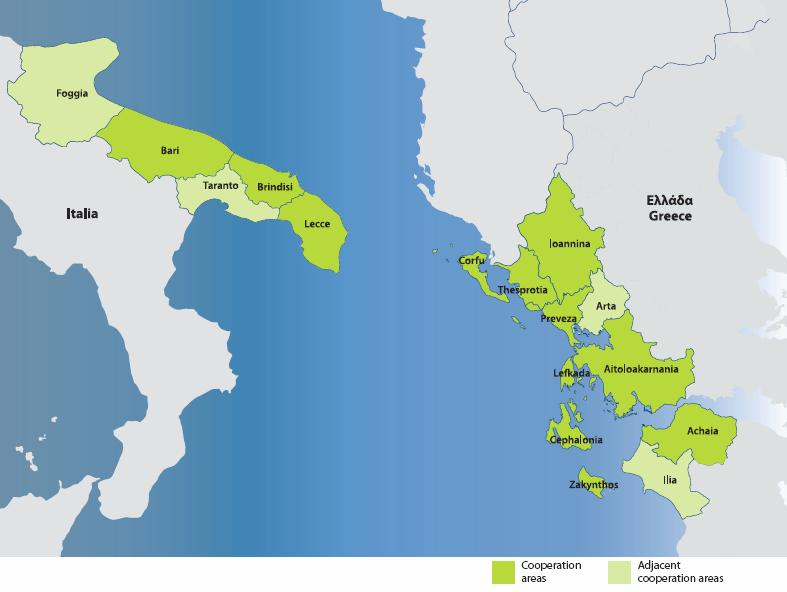 Foggia
Bari
Taranto
Brindisi
Italia
Lecce
Ελλάδα
Greece
Ioannina
Corfu
Thesprotia
Arta
Preveza
Lefkada
Aitoloakarnania
Achaia
Cephalonia
Ilia
Zakynthos
Cooperation
areas
Adjacent
cooperation areas